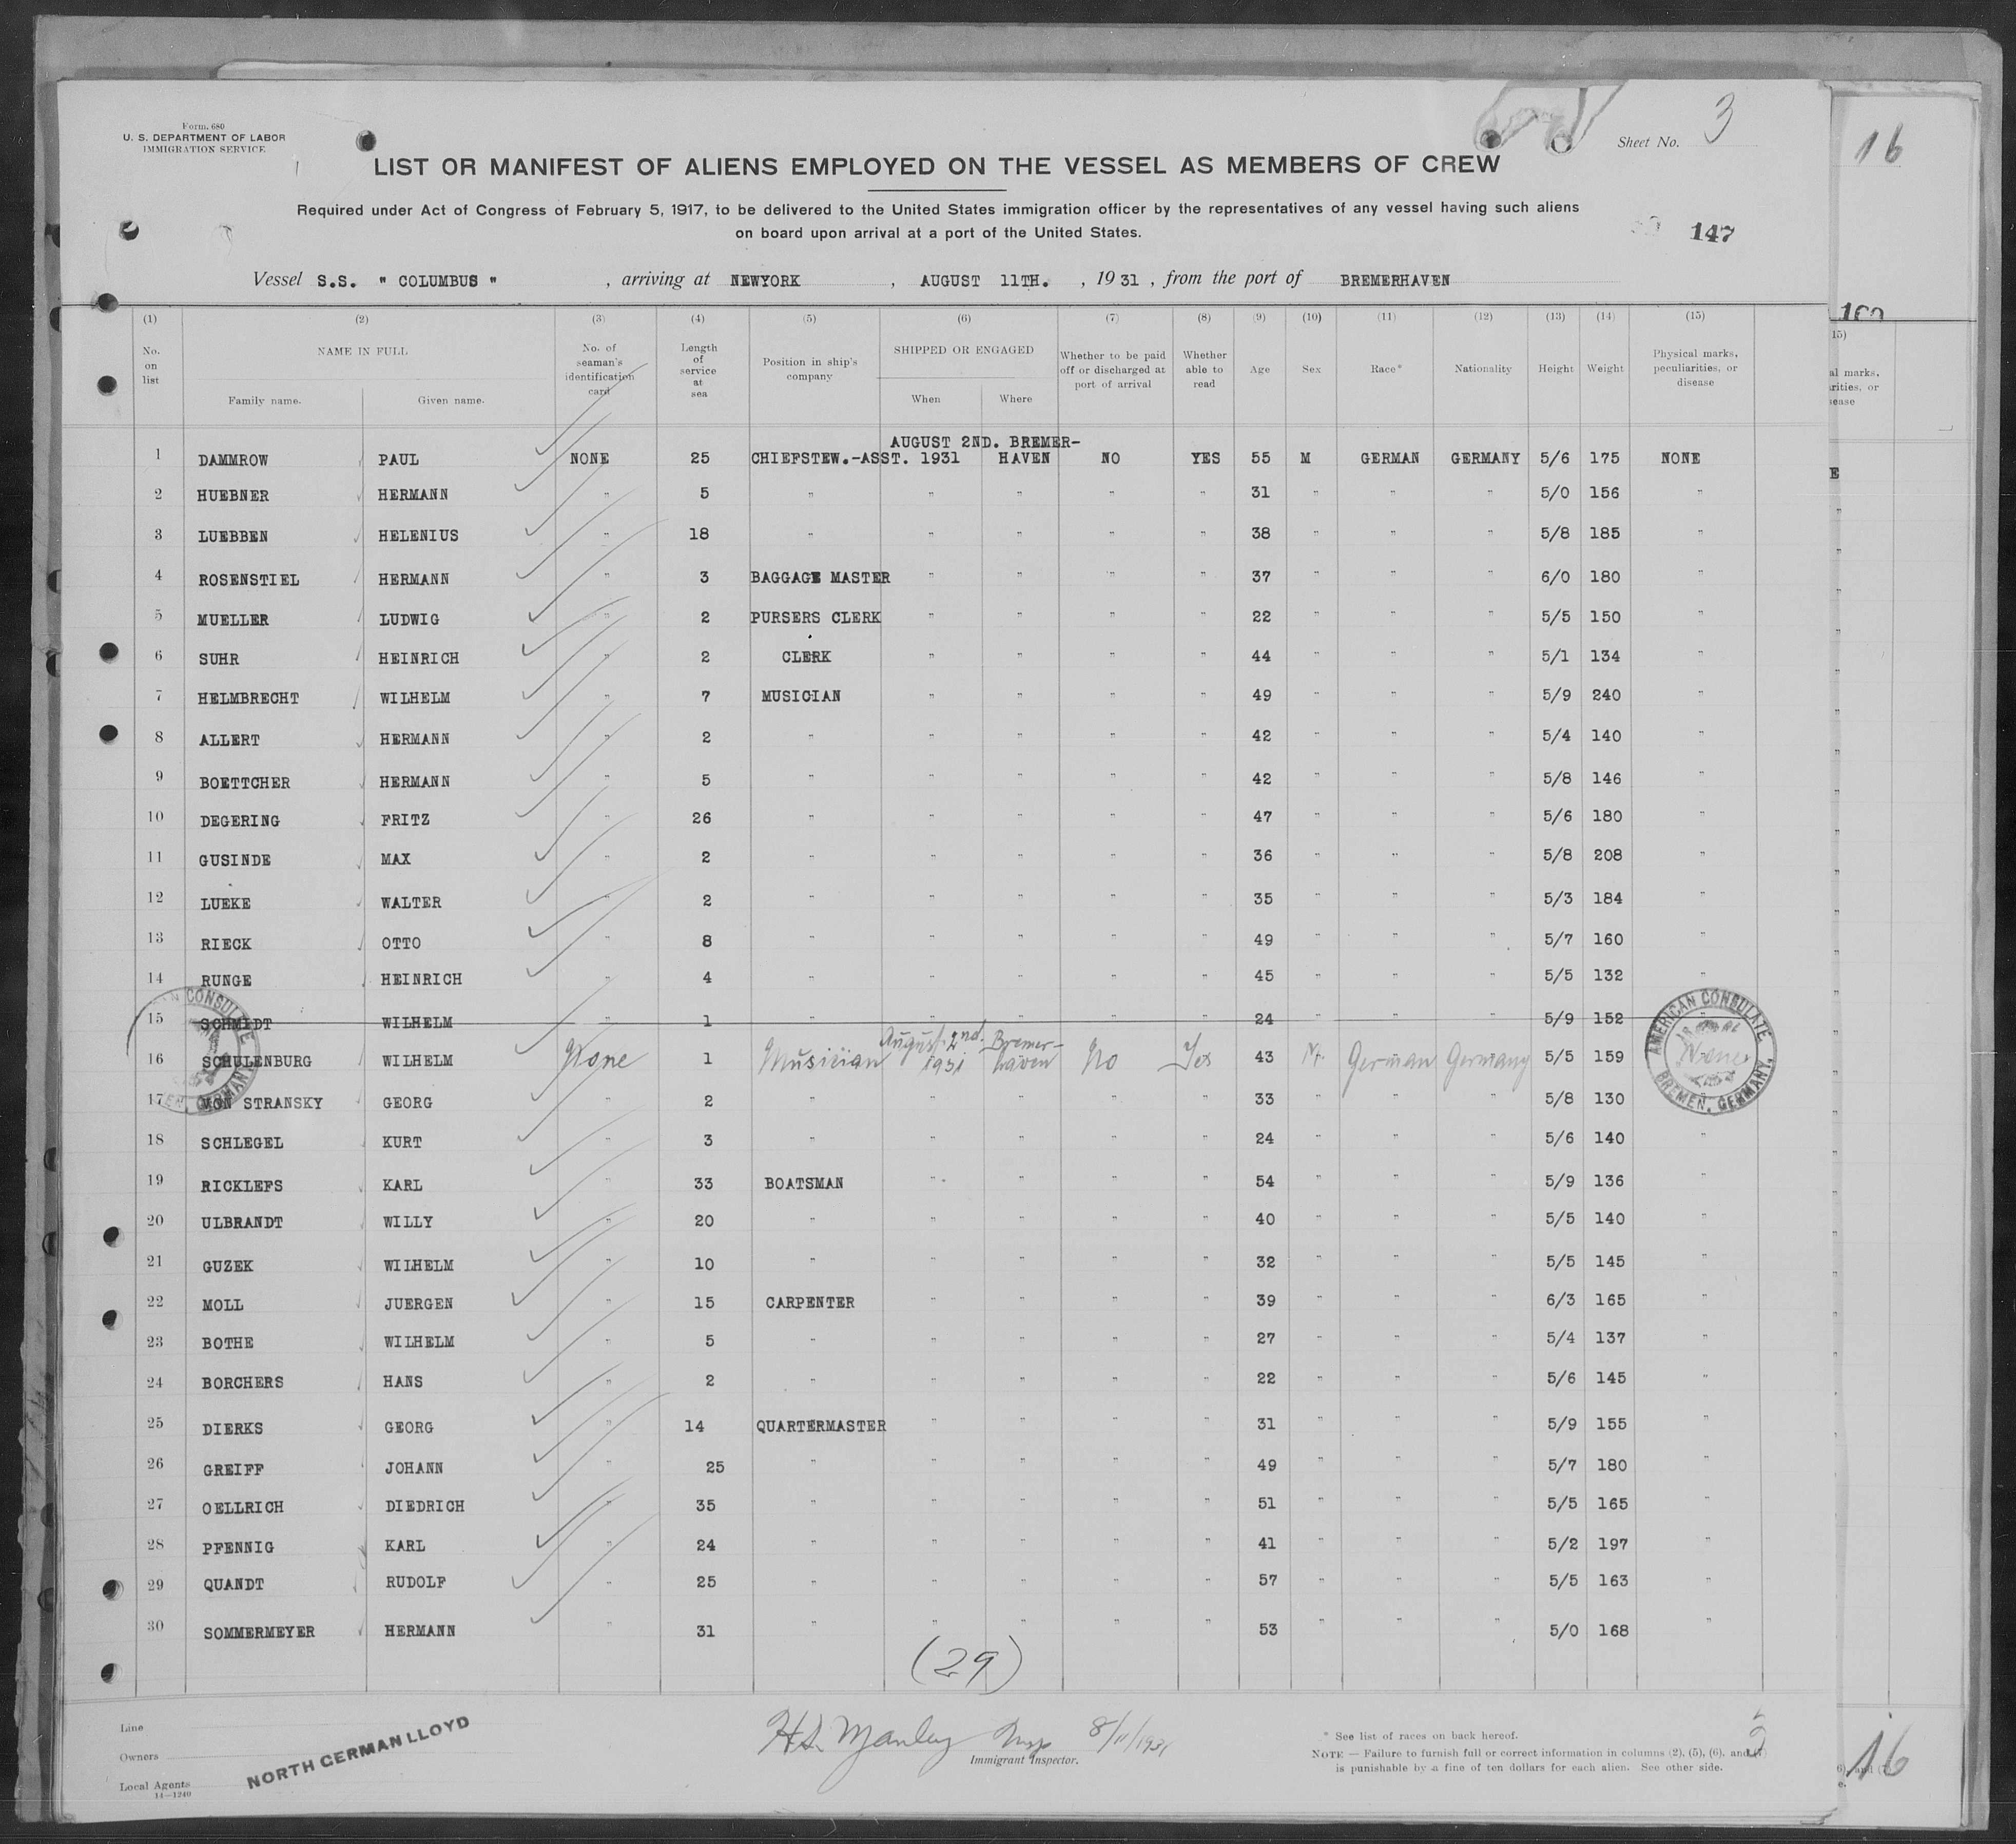 Form. 680
U. S. DEPARTMENT OF LABOR
IMMIGRATION SERVICE
Sheet No. 3
16
LIST OR MANIFEST OF ALIENS EMPLOYED ON THE VESSEL AS MEMBERS OF CREW
Required under Act of Congress of February 5, 1917, to be delivered to the United States immigration officer by the representatives of any vessel having such aliens
on board upon arrival at a port of the United States.
147
Vessel S.S. " COLUMBUS " , arriving at NEWYORK , AUGUST 11TH. , 1931 , from the port of BREMERHAVEN
(1) (2) (3) (4) (5) (6) (7) (8) (9) (10) (11) (12) (13) (14) (15)
No. on list NAME IN FULL Family name. Given name. No. of seaman's identification card Length of service at sea Position in ship's company SHIPPED OR ENGAGED When Where Whether to be paid off or discharged at port of arrival Whether able to read Age Sex Race* Nationality Height Weight Physical marks, peculiarities, or disease
AUGUST 2ND. BREMER-
1 DAMMROW PAUL NONE 25 CHIEFSTEW.-ASST. 1931 HAVEN NO YES 55 M GERMAN GERMANY 5/6 175 NONE
2 HUEBNER HERMANN " 5 " " " " " 31 " " " 5/0 156 "
3 LUEBBEN HELENIUS " 18 " " " " " 38 " " " 5/8 185 "
4 ROSENSTIEL HERMANN " 3 BAGGAGE MASTER " " " " 37 " " " 6/0 180 "
5 MUELLER LUDWIG " 2 PURSERS CLERK " " " " 22 " " " 5/5 150 "
6 SUHR HEINRICH " 2 CLERK " " " " 44 " " " 5/1 134 "
7 HELMBRECHT WILHELM " 7 MUSICIAN " " " " 49 " " " 5/9 240 "
8 ALLERT HERMANN " 2 " " " " " 42 " " " 5/4 140 "
9 BOETTCHER HERMANN " 5 " " " " " 42 " " " 5/8 146 "
10 DEGERING FRITZ " 26 " " " " " 47 " " " 5/6 180 "
11 GUSINDE MAX " 2 " " " " " 36 " " " 5/8 208 "
12 LUEKE WALTER " 2 " " " " " 35 " " " 5/3 184 "
13 RIECK OTTO " 8 " " " " " 49 " " " 5/7 160 "
14 RUNGE HEINRICH " 4 " " " " " 45 " " " 5/5 132 "
15 SCHMIDT WILHELM " 1 " " " " " 24 " " " 5/9 152 "
August 2nd. Bremer-
16 SCHULENBURG WILHELM None 1 Musician 1931 haven No Yes 43 M. German Germany 5/5 159 None
17 VON STRANSKY GEORG " 2 " " " " " 33 " " " 5/8 130
18 SCHLEGEL KURT " 3 " " " " " 24 " " " 5/6 140 "
19 RICKLEFS KARL " 33 BOATSMAN " " " " 54 " " " 5/9 136 "
20 ULBRANDT WILLY " 20 " " " " " 40 " " " 5/5 140 "
21 GUZEK WILHELM " 10 " " " " " 32 " " " 5/5 145 "
22 MOLL JUERGEN " 15 CARPENTER " " " " 39 " " " 6/3 165 "
23 BOTHE WILHELM " 5 " " " " " 27 " " " 5/4 137 "
24 BORCHERS HANS " 2 " " " " " 22 " " " 5/6 145 "
25 DIERKS GEORG " 14 QUARTERMASTER " " " " 31 " " " 5/9 155 "
26 GREIFF JOHANN " 25 " " " " " 49 " " " 5/7 180 "
27 OELLRICH DIEDRICH " 35 " " " " " 51 " " " 5/5 165 "
28 PFENNIG KARL " 24 " " " " " 41 " " " 5/2 197 "
29 QUANDT RUDOLF " 25 " " " " " 57 " " " 5/5 163 "
30 SOMMERMEYER HERMANN " 31 " " " " " 53 " " " 5/0 168 "
AMERICAN CONSULATE
BREMEN, GERMANY.
(29)
Line
Owners
Local Agents
14—1240
NORTH GERMAN LLOYD
H.S. Manley Insp 8/11/1931
Immigrant Inspector.
* See list of races on back hereof.
NOTE — Failure to furnish full or correct information in columns (2), (5), (6), and
is punishable by a fine of ten dollars for each alien. See other side.
16